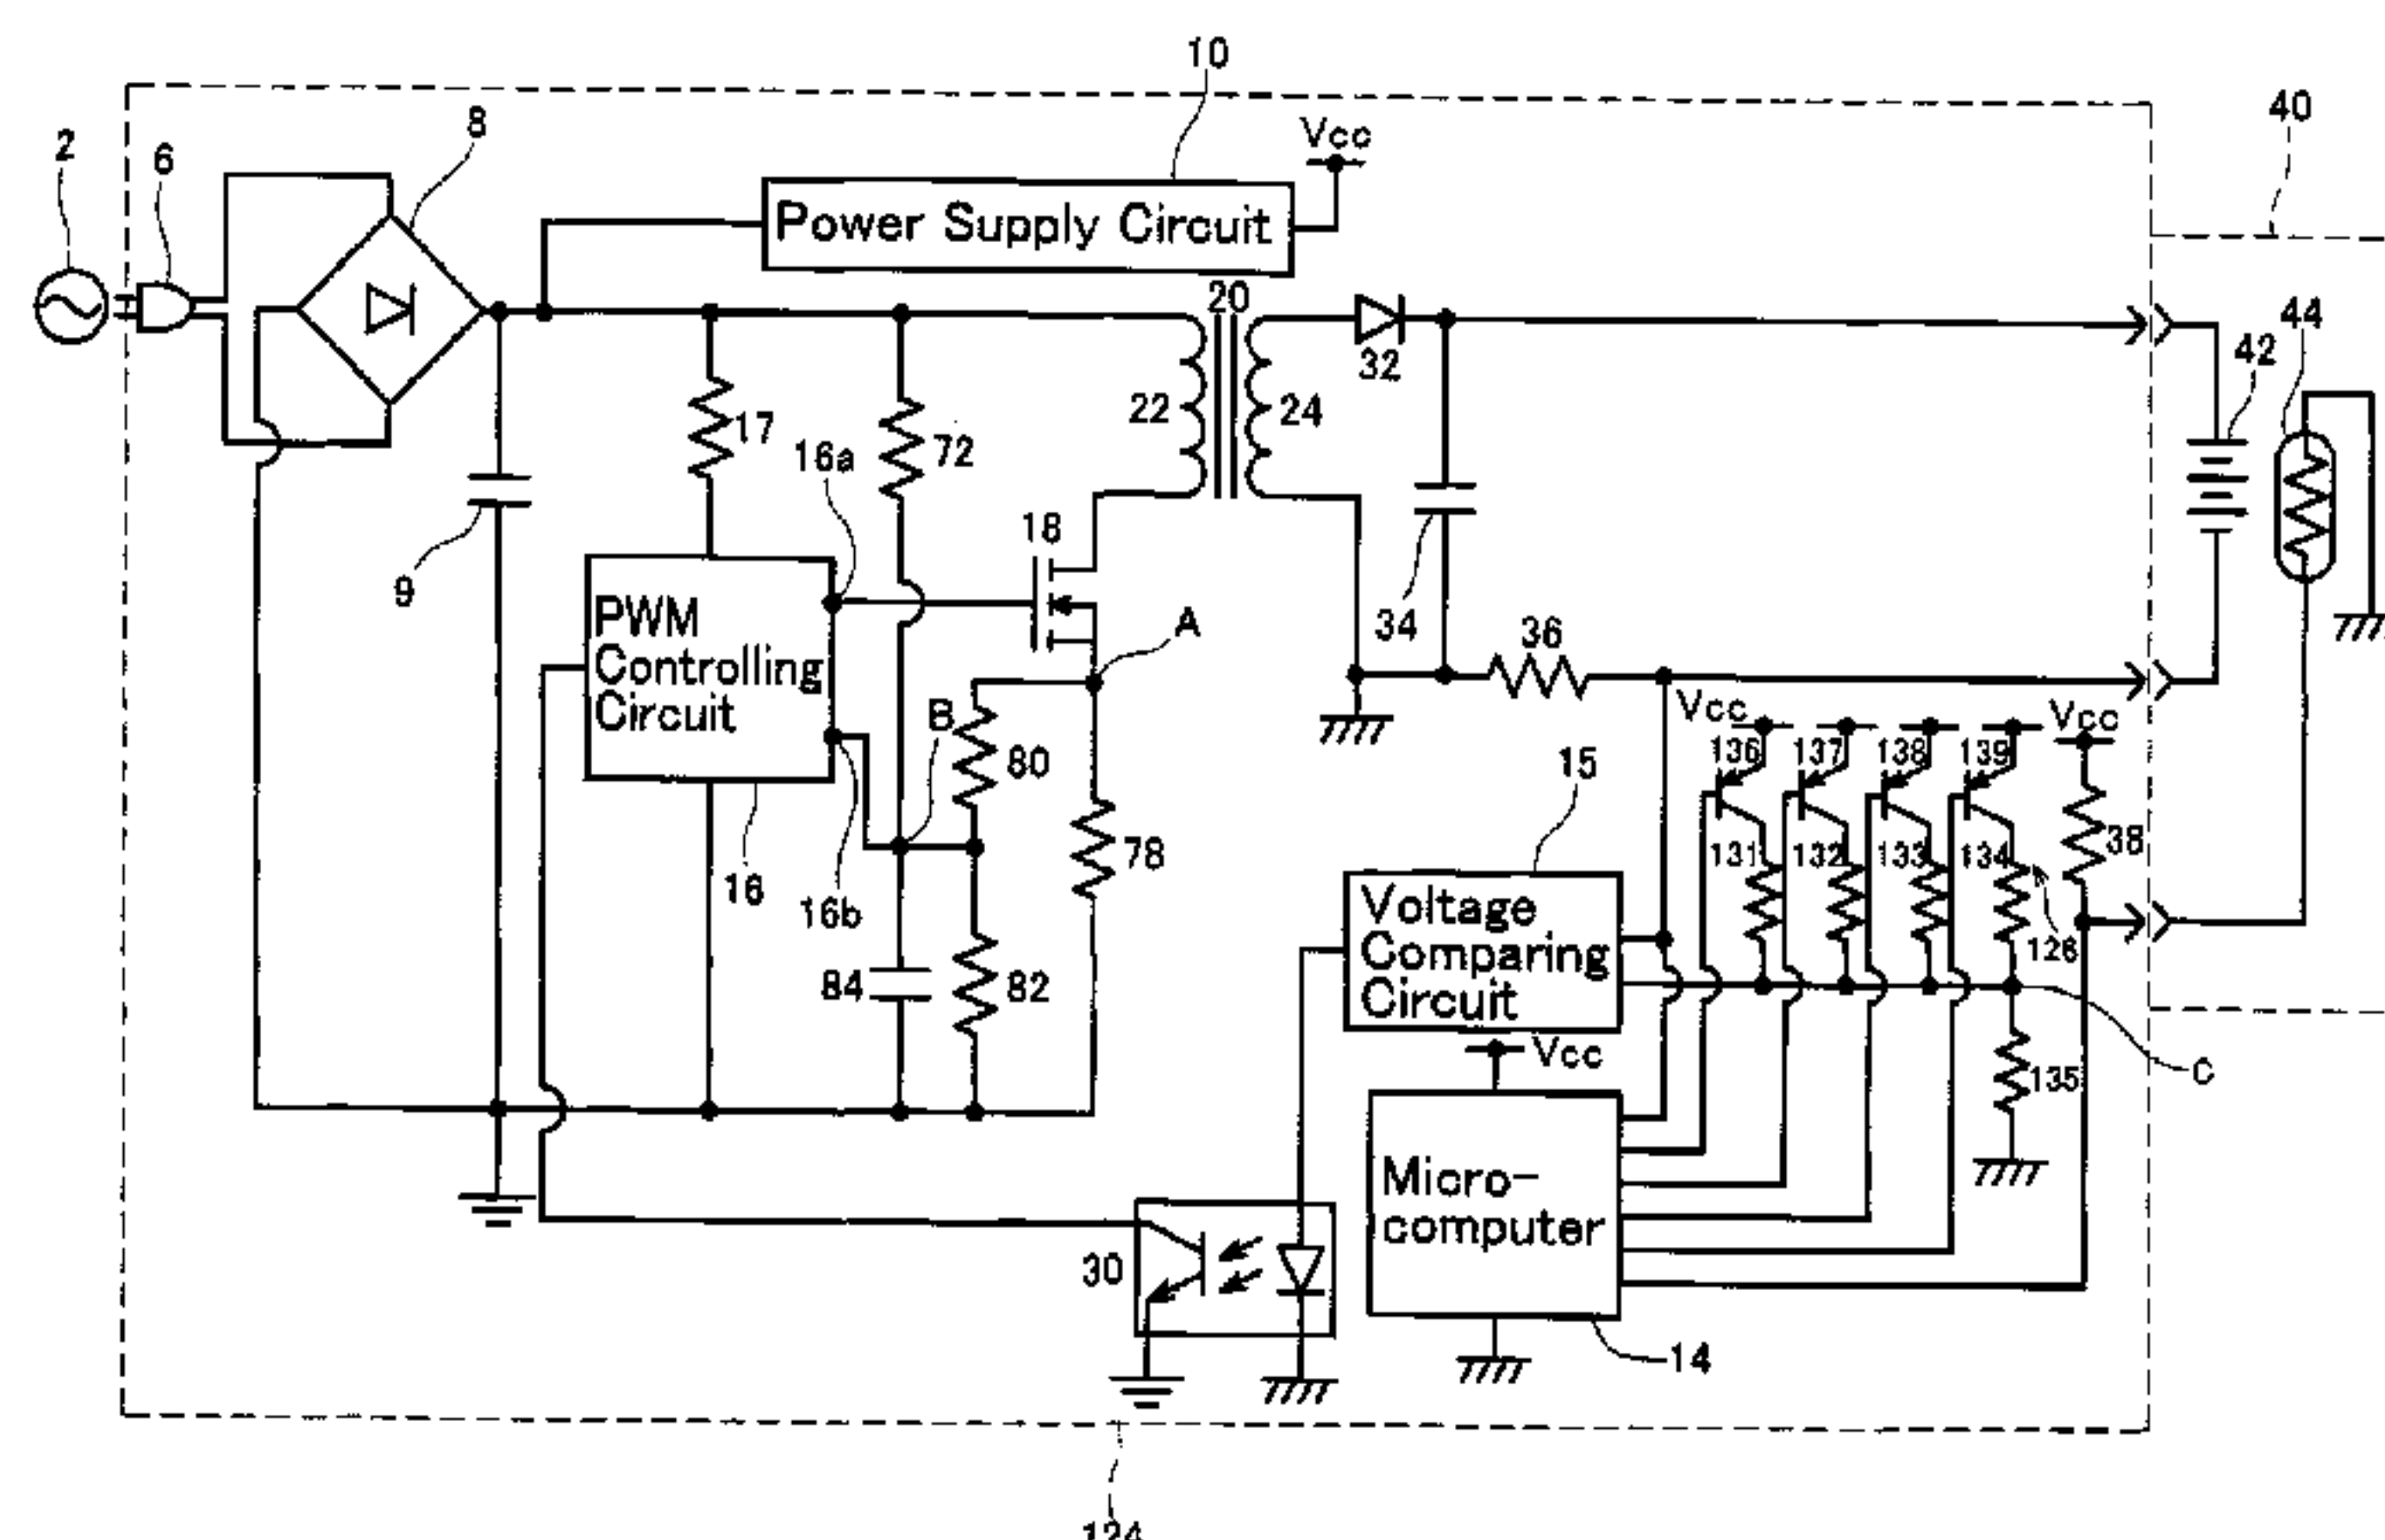 10
40
2
6
8
Vcc
Power Supply Circuit
20
44
32
42
22
24
17
72
16a
18
9
34
36
A
PWM
Controlling
Circuit
B
80
Vcc
Vcc
136
137
138
139
15
78
38
131
132
133
134
16
16b
Voltage
Comparing
Circuit
126
84
82
Vcc
135
C
Micro-
computer
30
14
124